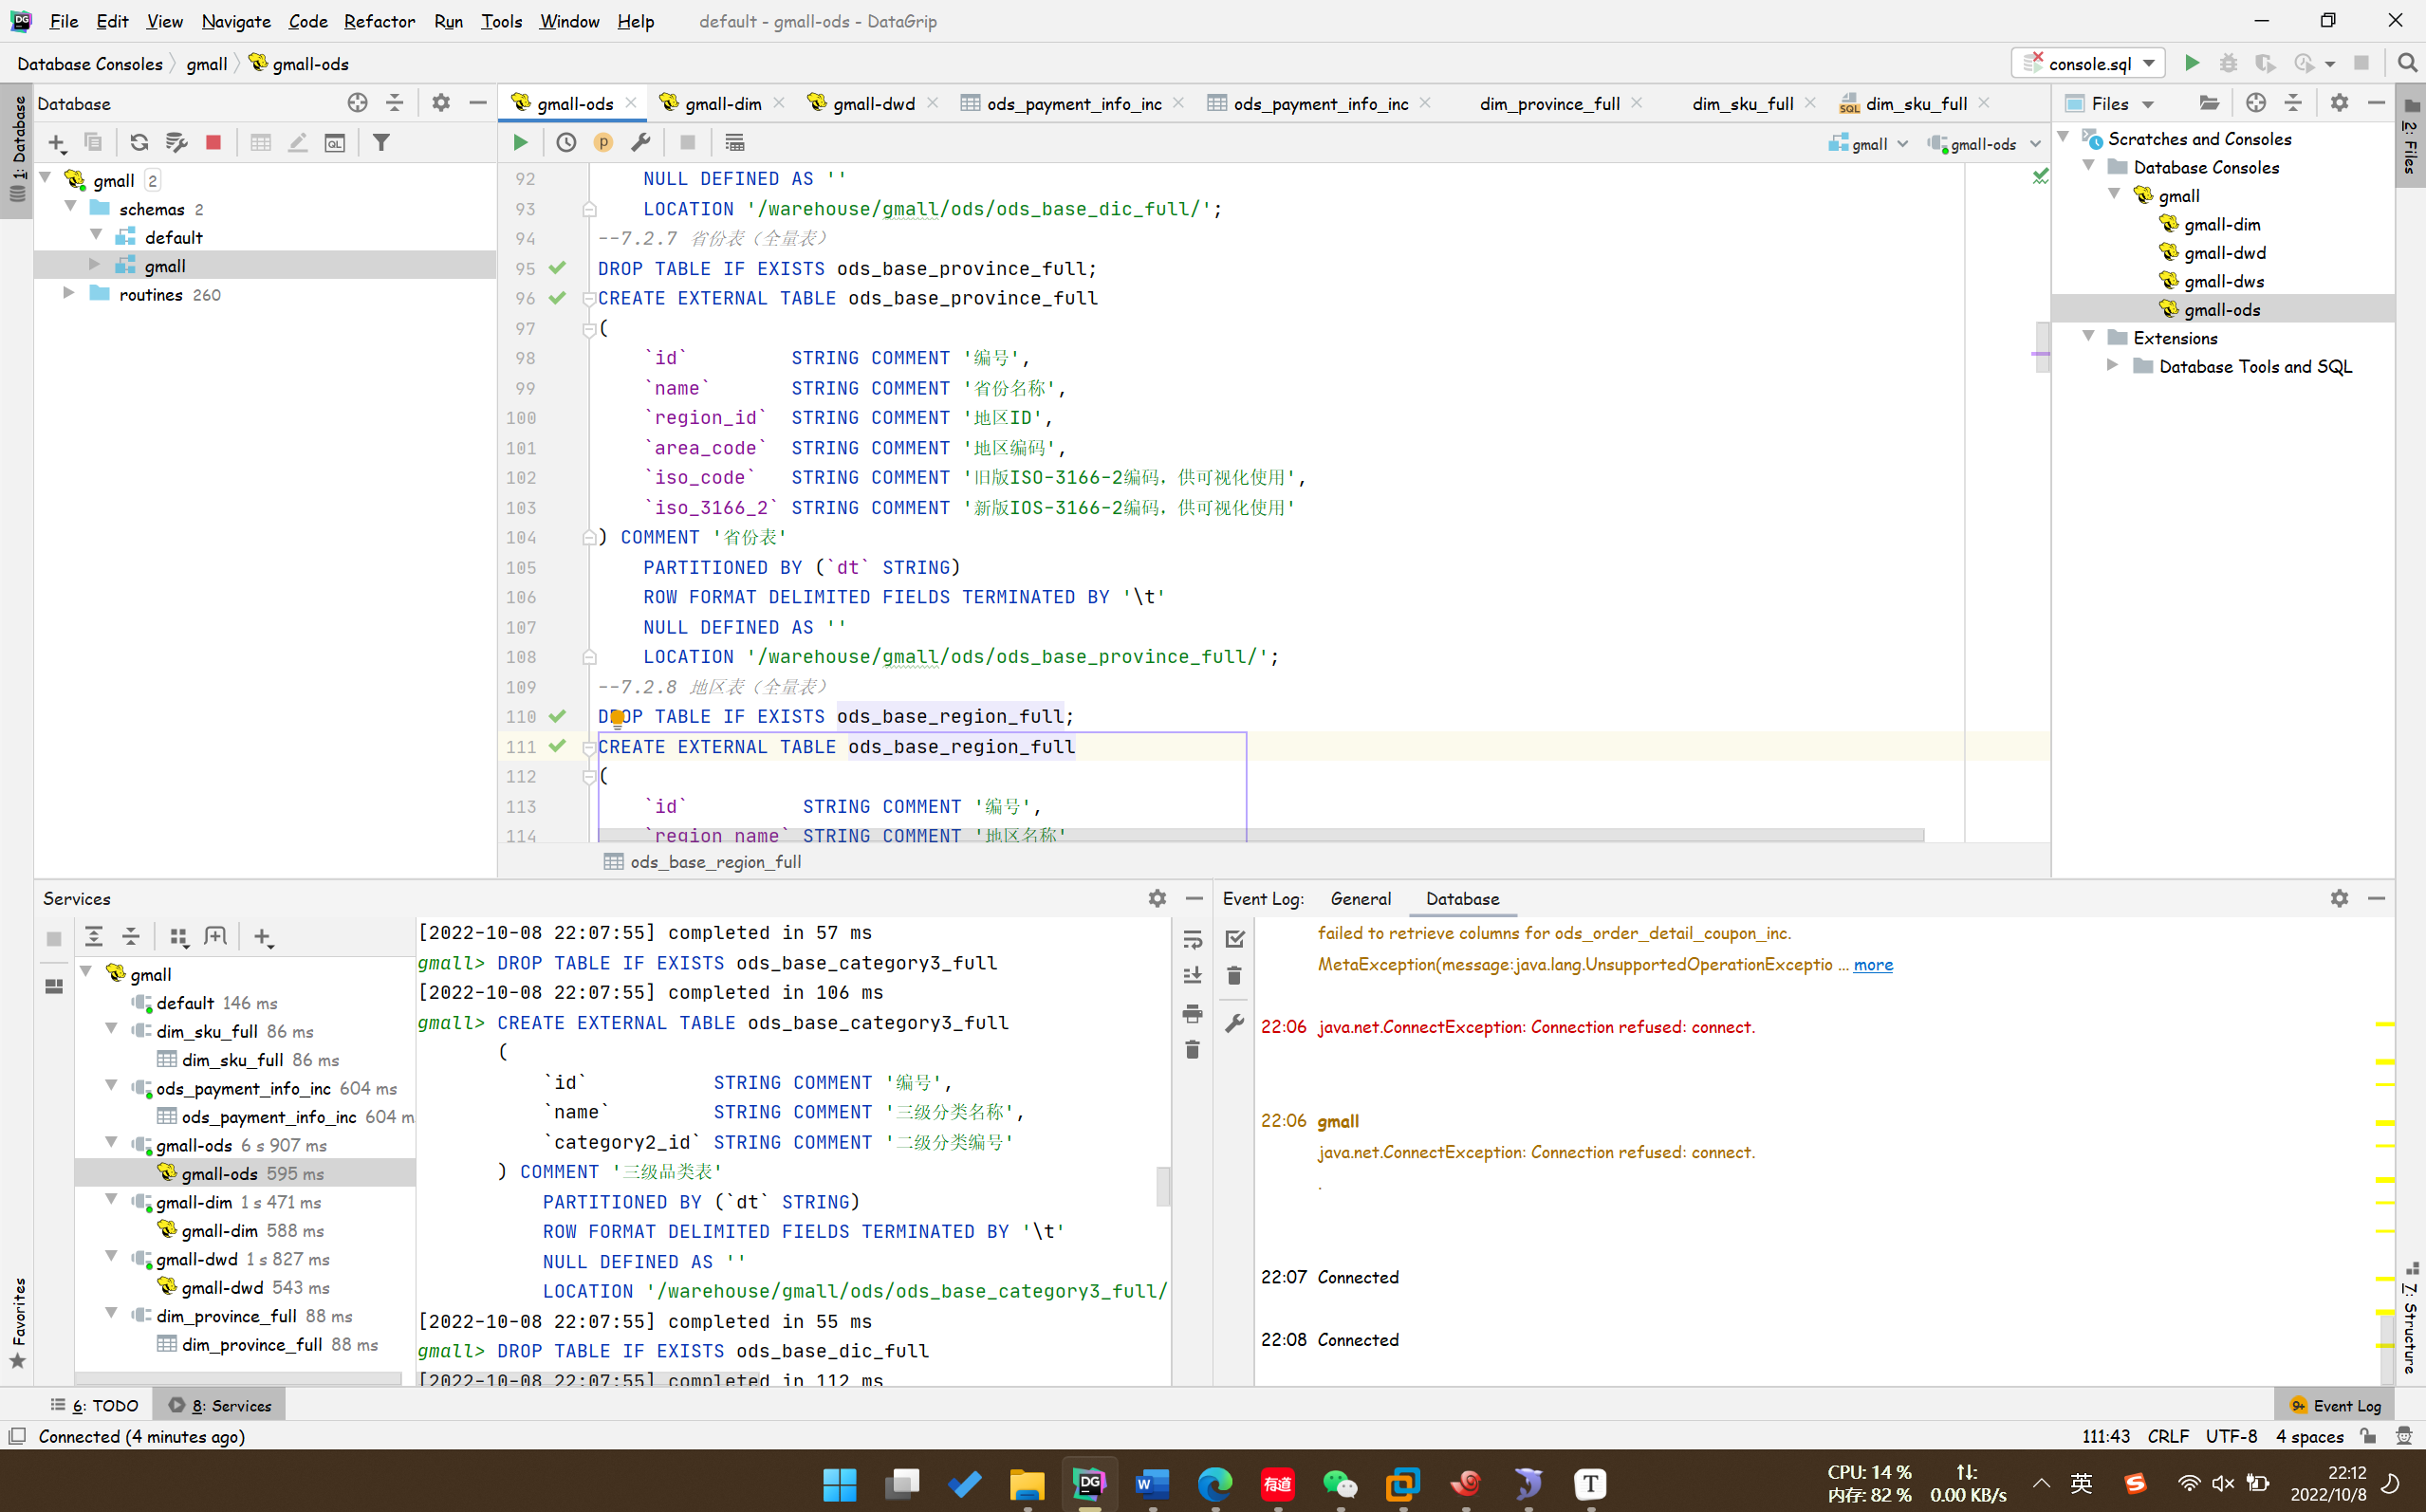 File Edit View Navigate Code Refactor Run Tools Window Help default - gmall-ods - DataGrip
Database Consoles gmall gmall-ods console.sql
1: Database
Database
gmall 2
schemas 2
default
gmall
routines 260
gmall-ods gmall-dim gmall-dwd ods_payment_info_inc ods_payment_info_inc dim_province_full dim_sku_full dim_sku_full
gmall gmall-ods
92 NULL DEFINED AS ''
93 LOCATION '/warehouse/gmall/ods/ods_base_dic_full/';
94 --7.2.7 省份表（全量表）
95 DROP TABLE IF EXISTS ods_base_province_full;
96 CREATE EXTERNAL TABLE ods_base_province_full
97 (
98 `id` STRING COMMENT '编号',
99 `name` STRING COMMENT '省份名称',
100 `region_id` STRING COMMENT '地区ID',
101 `area_code` STRING COMMENT '地区编码',
102 `iso_code` STRING COMMENT '旧版ISO-3166-2编码，供可视化使用',
103 `iso_3166_2` STRING COMMENT '新版IOS-3166-2编码，供可视化使用'
104 ) COMMENT '省份表'
105 PARTITIONED BY (`dt` STRING)
106 ROW FORMAT DELIMITED FIELDS TERMINATED BY '\t'
107 NULL DEFINED AS ''
108 LOCATION '/warehouse/gmall/ods/ods_base_province_full/';
109 --7.2.8 地区表（全量表）
110 DROP TABLE IF EXISTS ods_base_region_full;
111 CREATE EXTERNAL TABLE ods_base_region_full
112 (
113 `id` STRING COMMENT '编号',
114 `region_name` STRING COMMENT '地区名称'
ods_base_region_full
Files
Scratches and Consoles
Database Consoles
gmall
gmall-dim
gmall-dwd
gmall-dws
gmall-ods
Extensions
Database Tools and SQL
2: Files
Services
gmall
default 146 ms
dim_sku_full 86 ms
dim_sku_full 86 ms
ods_payment_info_inc 604 ms
ods_payment_info_inc 604 m
gmall-ods 6 s 907 ms
gmall-ods 595 ms
gmall-dim 1 s 471 ms
gmall-dim 588 ms
gmall-dwd 1 s 827 ms
gmall-dwd 543 ms
dim_province_full 88 ms
dim_province_full 88 ms
[2022-10-08 22:07:55] completed in 57 ms
gmall> DROP TABLE IF EXISTS ods_base_category3_full
[2022-10-08 22:07:55] completed in 106 ms
gmall> CREATE EXTERNAL TABLE ods_base_category3_full
(
`id` STRING COMMENT '编号',
`name` STRING COMMENT '三级分类名称',
`category2_id` STRING COMMENT '二级分类编号'
) COMMENT '三级品类表'
PARTITIONED BY (`dt` STRING)
ROW FORMAT DELIMITED FIELDS TERMINATED BY '\t'
NULL DEFINED AS ''
LOCATION '/warehouse/gmall/ods/ods_base_category3_full/
[2022-10-08 22:07:55] completed in 55 ms
gmall> DROP TABLE IF EXISTS ods_base_dic_full
[2022-10-08 22:07:55] completed in 112 ms
Event Log: General Database
failed to retrieve columns for ods_order_detail_coupon_inc.
MetaException(message:java.lang.UnsupportedOperationExceptio ... more
22:06 java.net.ConnectException: Connection refused: connect.
22:06 gmall
java.net.ConnectException: Connection refused: connect.
.
22:07 Connected
22:08 Connected
Favorites
7: Structure
6: TODO 8: Services 9+ Event Log
Connected (4 minutes ago) 111:43 CRLF UTF-8 4 spaces
DG W 有道 T
CPU: 14 %
内存: 82 % 0.00 KB/s
英 S
22:12
2022/10/8